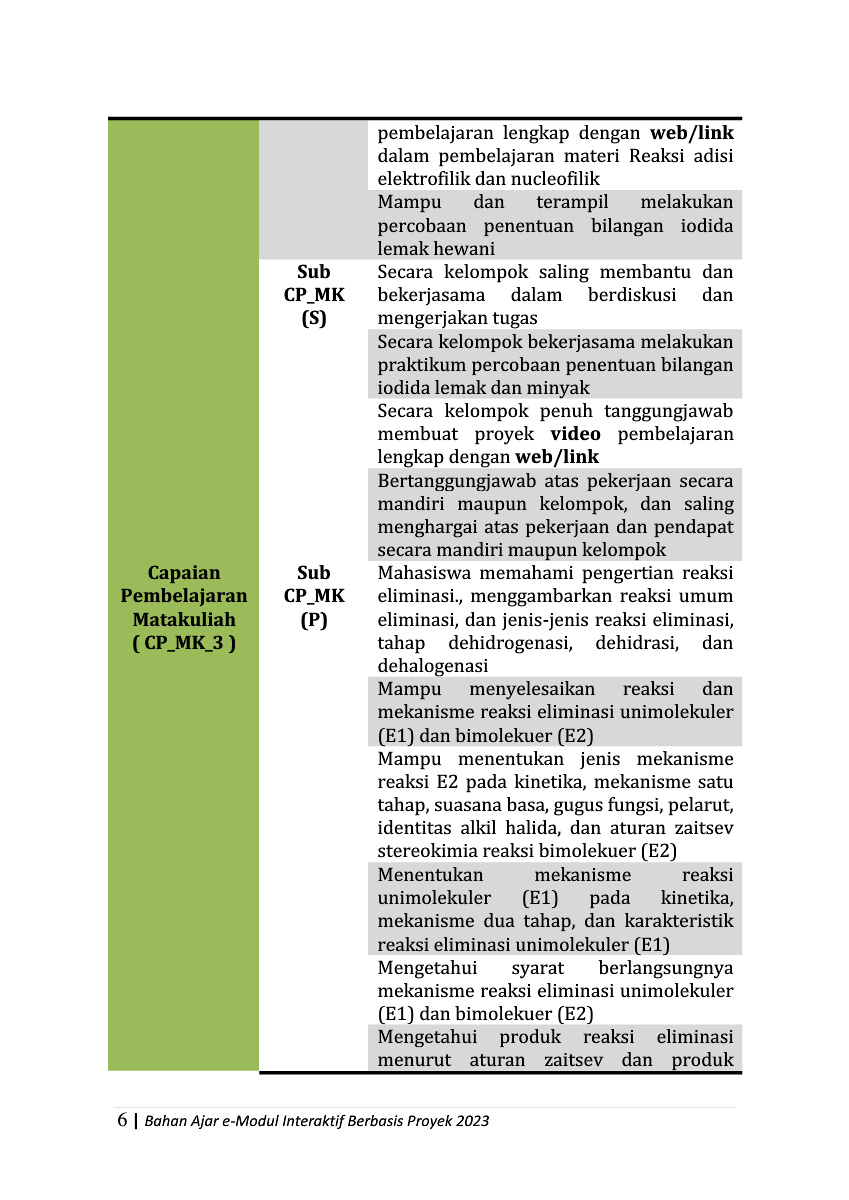 pembelajaran lengkap dengan web/link
dalam pembelajaran materi Reaksi adisi
elektrofilik dan nucleofilik
Mampu dan terampil melakukan
percobaan penentuan bilangan iodida
lemak hewani
Sub
CP_MK
(S)
Secara kelompok saling membantu dan
bekerjasama dalam berdiskusi dan
mengerjakan tugas
Secara kelompok bekerjasama melakukan
praktikum percobaan penentuan bilangan
iodida lemak dan minyak
Secara kelompok penuh tanggungjawab
membuat proyek video pembelajaran
lengkap dengan web/link
Bertanggungjawab atas pekerjaan secara
mandiri maupun kelompok, dan saling
menghargai atas pekerjaan dan pendapat
secara mandiri maupun kelompok
Capaian
Pembelajaran
Matakuliah
( CP_MK_3 )
Sub
CP_MK
(P)
Mahasiswa memahami pengertian reaksi
eliminasi., menggambarkan reaksi umum
eliminasi, dan jenis-jenis reaksi eliminasi,
tahap dehidrogenasi, dehidrasi, dan
dehalogenasi
Mampu menyelesaikan reaksi dan
mekanisme reaksi eliminasi unimolekuler
(E1) dan bimolekuer (E2)
Mampu menentukan jenis mekanisme
reaksi E2 pada kinetika, mekanisme satu
tahap, suasana basa, gugus fungsi, pelarut,
identitas alkil halida, dan aturan zaitsev
stereokimia reaksi bimolekuer (E2)
Menentukan mekanisme reaksi
unimolekuler (E1) pada kinetika,
mekanisme dua tahap, dan karakteristik
reaksi eliminasi unimolekuler (E1)
Mengetahui syarat berlangsungnya
mekanisme reaksi eliminasi unimolekuler
(E1) dan bimolekuer (E2)
Mengetahui produk reaksi eliminasi
menurut aturan zaitsev dan produk
6 | Bahan Ajar e-Modul Interaktif Berbasis Proyek 2023